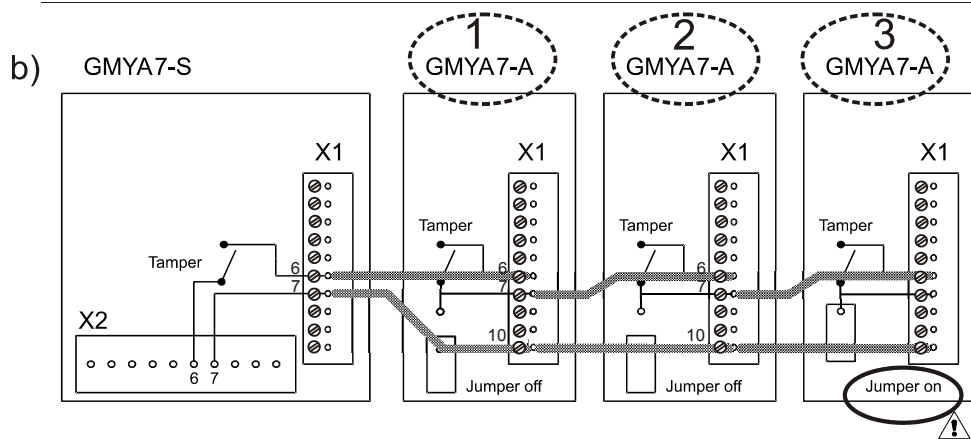 1 2 3
b) GMYA7-S GMYA7-A GMYA7-A GMYA7-A
X1 X1 X1 X1
Tamper Tamper Tamper
Tamper
6 6 6
7 7 7
X2
10 10
6 7
Jumper off Jumper off Jumper on